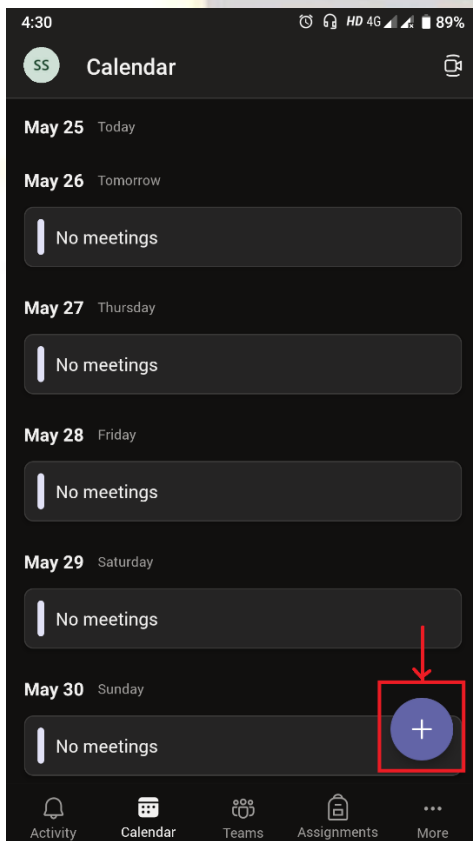 4:30 HD 4G 89%
SS Calendar
May 25 Today
May 26 Tomorrow
No meetings
May 27 Thursday
No meetings
May 28 Friday
No meetings
May 29 Saturday
No meetings
May 30 Sunday
No meetings
Activity Calendar Teams Assignments More